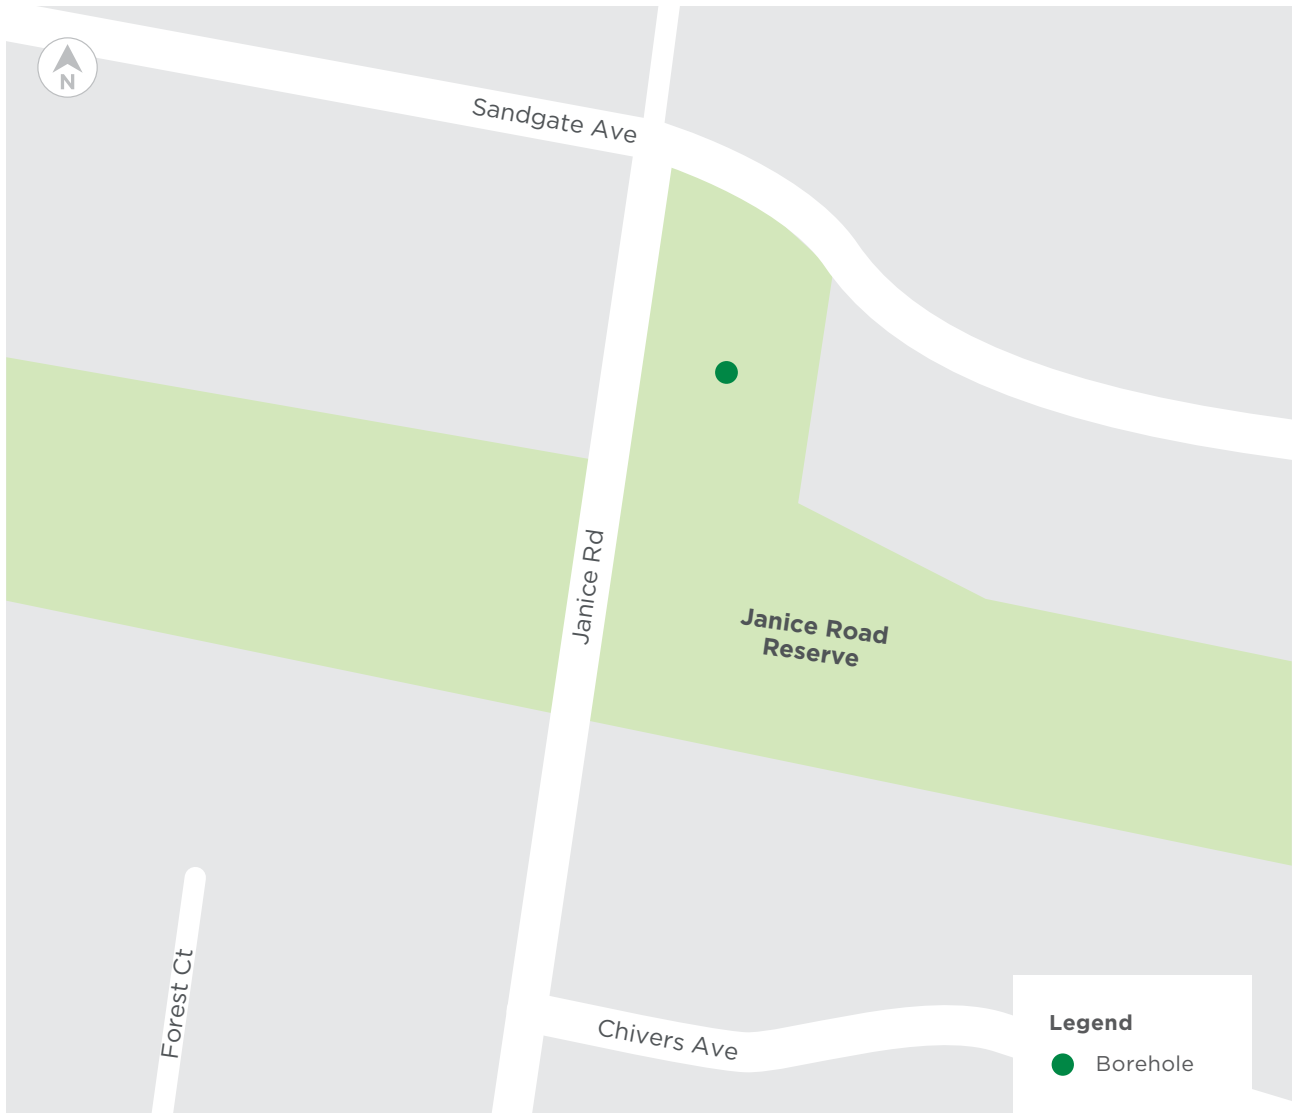 N
Sandgate Ave
Janice Rd
Janice Road
Reserve
Forest Ct
Chivers Ave
Legend
Borehole